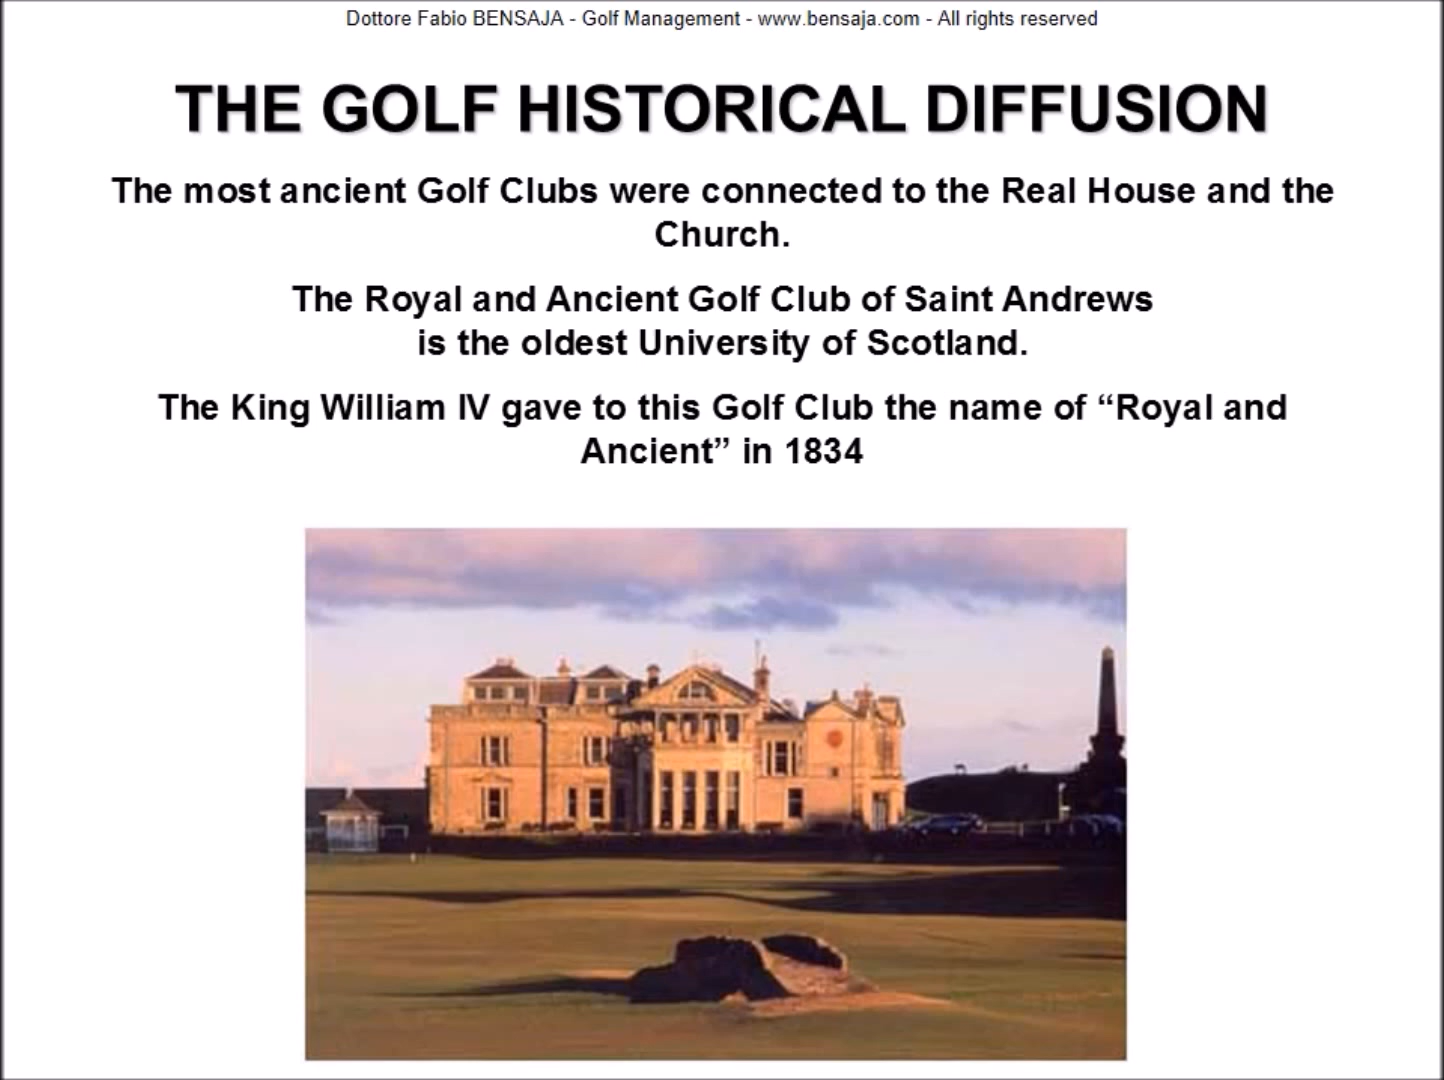 Dottore Fabio BENSAJA - Golf Management - www.bensaja.com - All rights reserved
THE GOLF HISTORICAL DIFFUSION
The most ancient Golf Clubs were connected to the Real House and the
Church.
The Royal and Ancient Golf Club of Saint Andrews
is the oldest University of Scotland.
The King William IV gave to this Golf Club the name of “Royal and
Ancient” in 1834